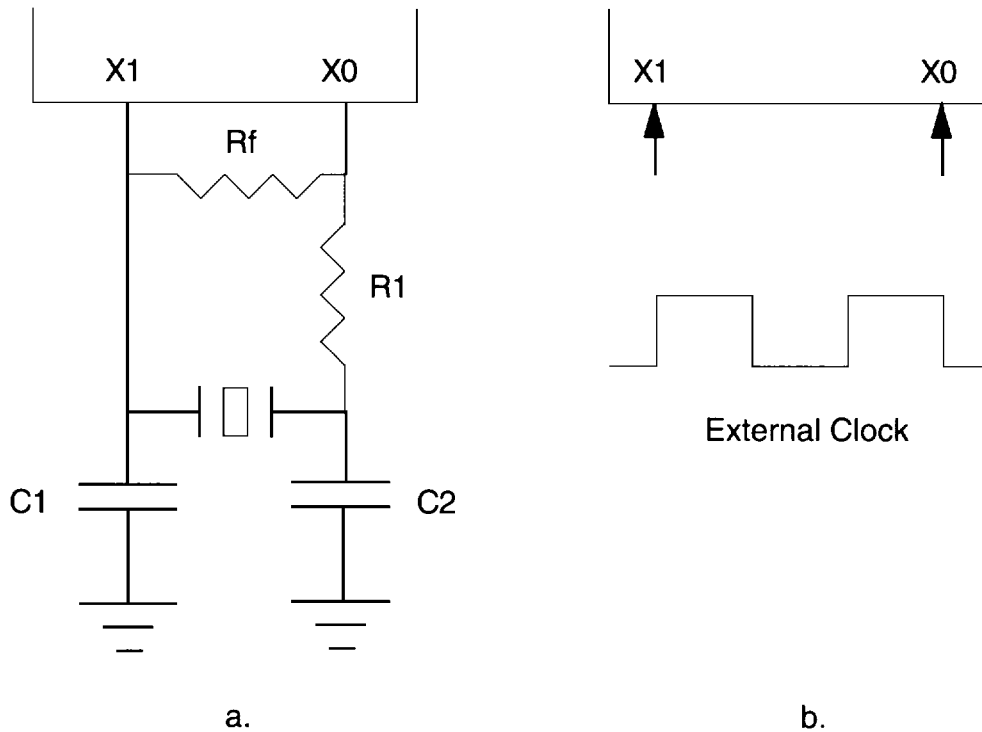 X1 X0
Rf
R1
C1 C2
a.
X1 X0
External Clock
b.